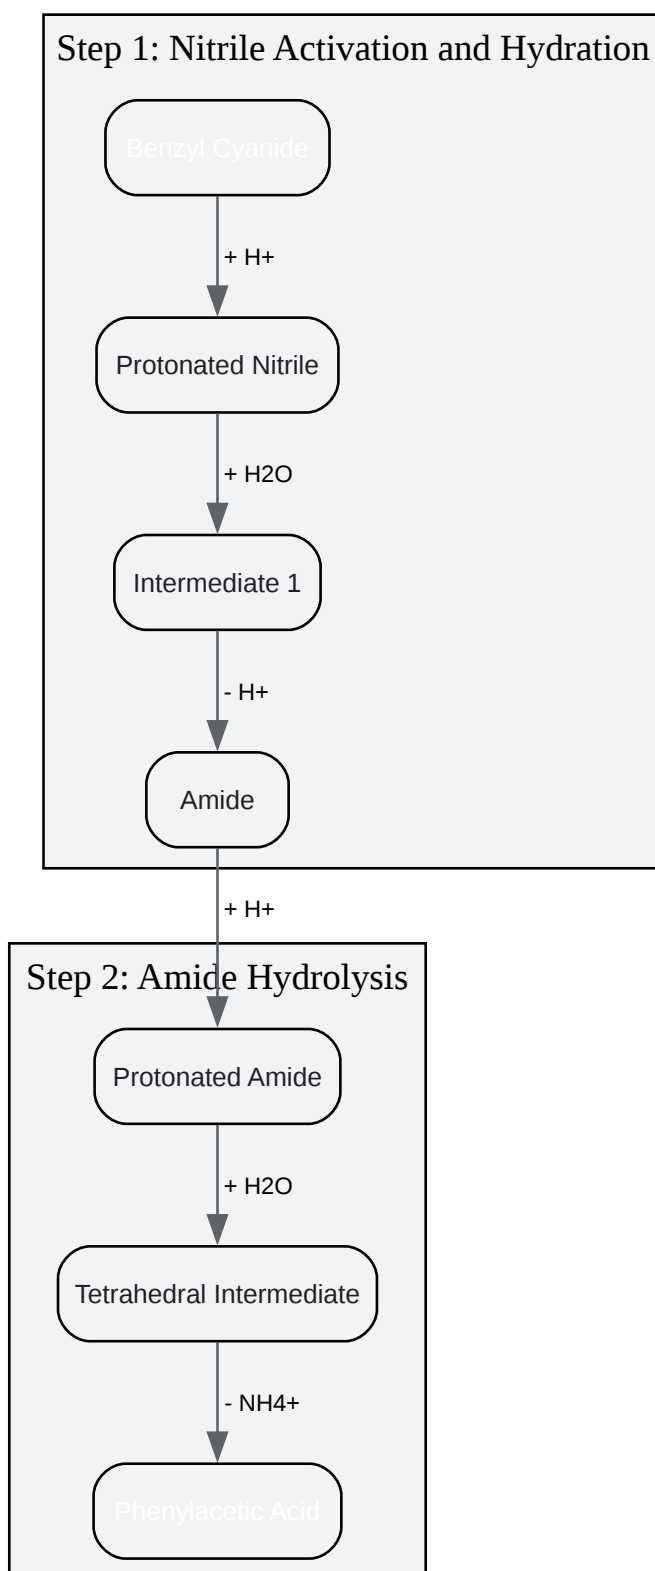 Step 1: Nitrile Activation and Hydration
Benzyl Cyanide
+ H+
Protonated Nitrile
+ H2O
Intermediate 1
- H+
Amide
+ H+
Step 2: Amide Hydrolysis
Protonated Amide
+ H2O
Tetrahedral Intermediate
- NH4+
Phenylacetic Acid